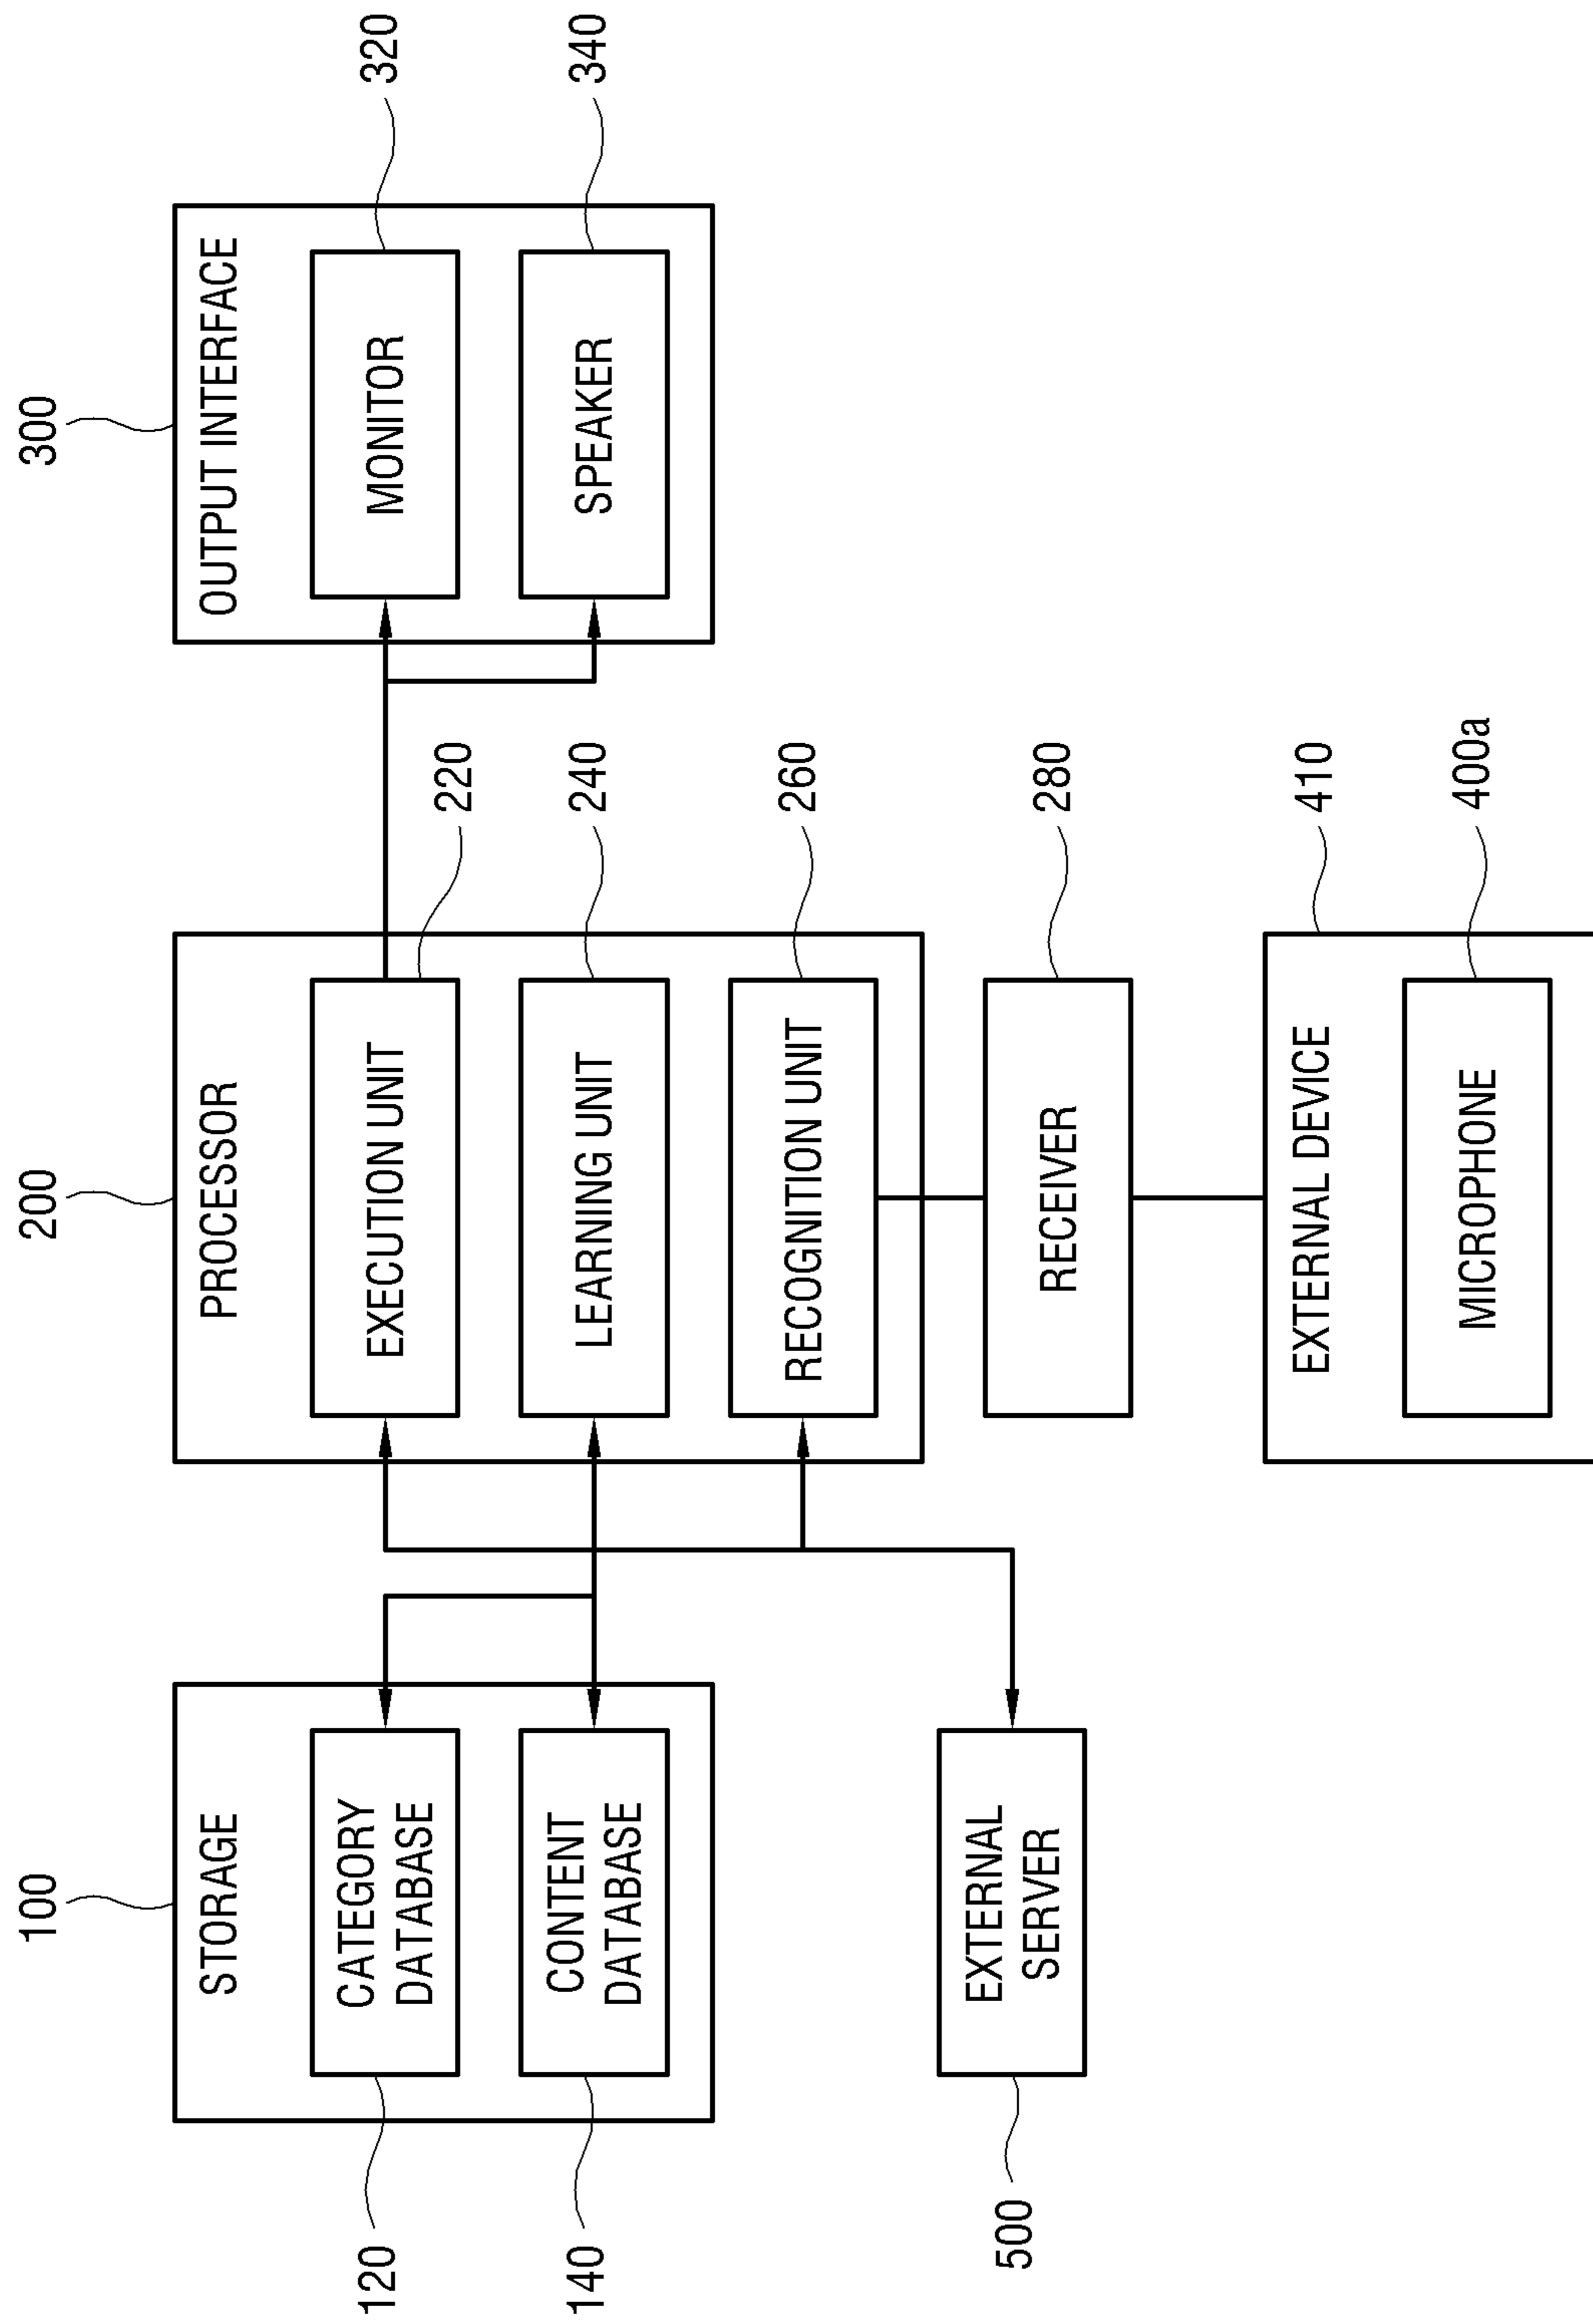 100
STORAGE
CATEGORY
DATABASE
120
CONTENT
DATABASE
140
EXTERNAL
SERVER
500
200
PROCESSOR
EXECUTION UNIT
220
LEARNING UNIT
240
RECOGNITION UNIT
260
RECEIVER
280
EXTERNAL DEVICE
410
MICROPHONE
400a
300
OUTPUT INTERFACE
MONITOR
320
SPEAKER
340